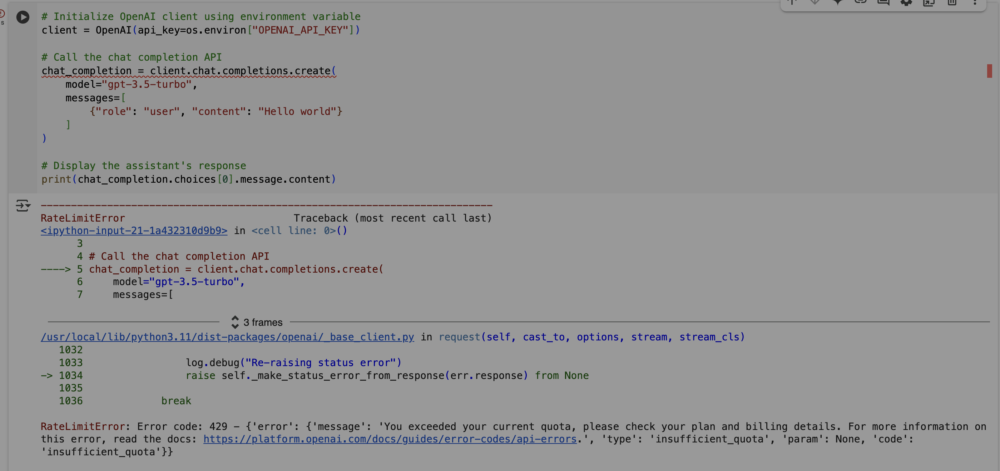 # Initialize OpenAI client using environment variable
client = OpenAI(api_key=os.environ["OPENAI_API_KEY"])
# Call the chat completion API
chat_completion = client.chat.completions.create(
    model="gpt-3.5-turbo",
    messages=[
        {"role": "user", "content": "Hello world"}
    ]
)
# Display the assistant's response
print(chat_completion.choices[0].message.content)
---------------------------------------------------------------------------
RateLimitError                            Traceback (most recent call last)
<ipython-input-21-1a432310d9b9> in <cell line: 0>()
      3
      4 # Call the chat completion API
----> 5 chat_completion = client.chat.completions.create(
      6     model="gpt-3.5-turbo",
      7     messages=[
3 frames
/usr/local/lib/python3.11/dist-packages/openai/_base_client.py in request(self, cast_to, options, stream, stream_cls)
   1032
   1033                 log.debug("Re-raising status error")
-> 1034                 raise self._make_status_error_from_response(err.response) from None
   1035
   1036             break
RateLimitError: Error code: 429 - {'error': {'message': 'You exceeded your current quota, please check your plan and billing details. For more information on
this error, read the docs: https://platform.openai.com/docs/guides/error-codes/api-errors.', 'type': 'insufficient_quota', 'param': None, 'code':
'insufficient_quota'}}